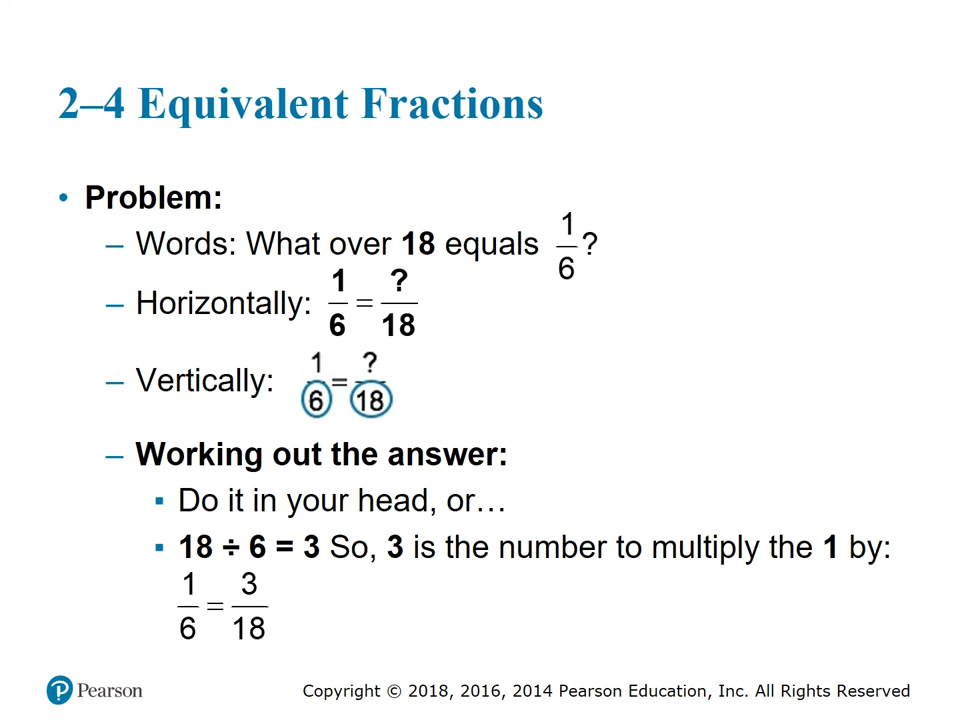 2–4 Equivalent Fractions
• Problem:
– Words: What over 18 equals 1/6?
– Horizontally: 1/6 = ?/18
– Vertically: 1/6 = ?/18
– Working out the answer:
▪ Do it in your head, or…
▪ 18 ÷ 6 = 3 So, 3 is the number to multiply the 1 by:
1/6 = 3/18
P Pearson
Copyright © 2018, 2016, 2014 Pearson Education, Inc. All Rights Reserved